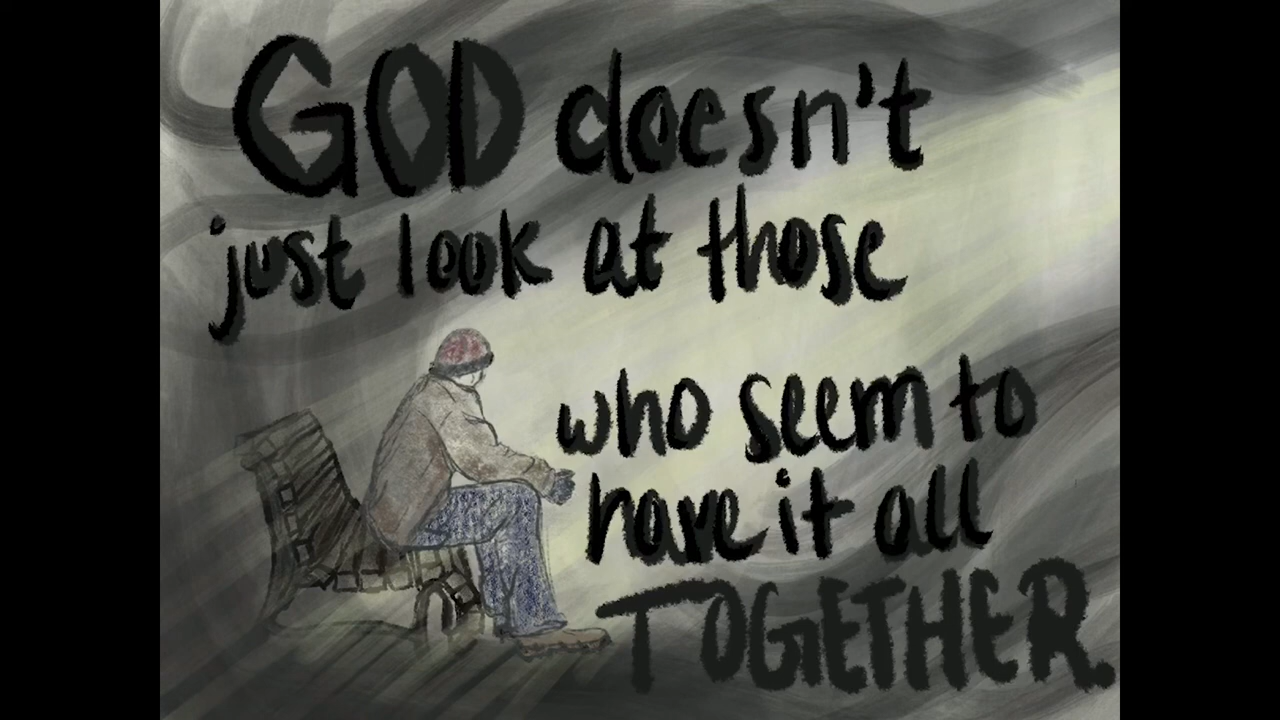 GOD doesn't
just look at those
who seem to
have it all
TOGETHER.